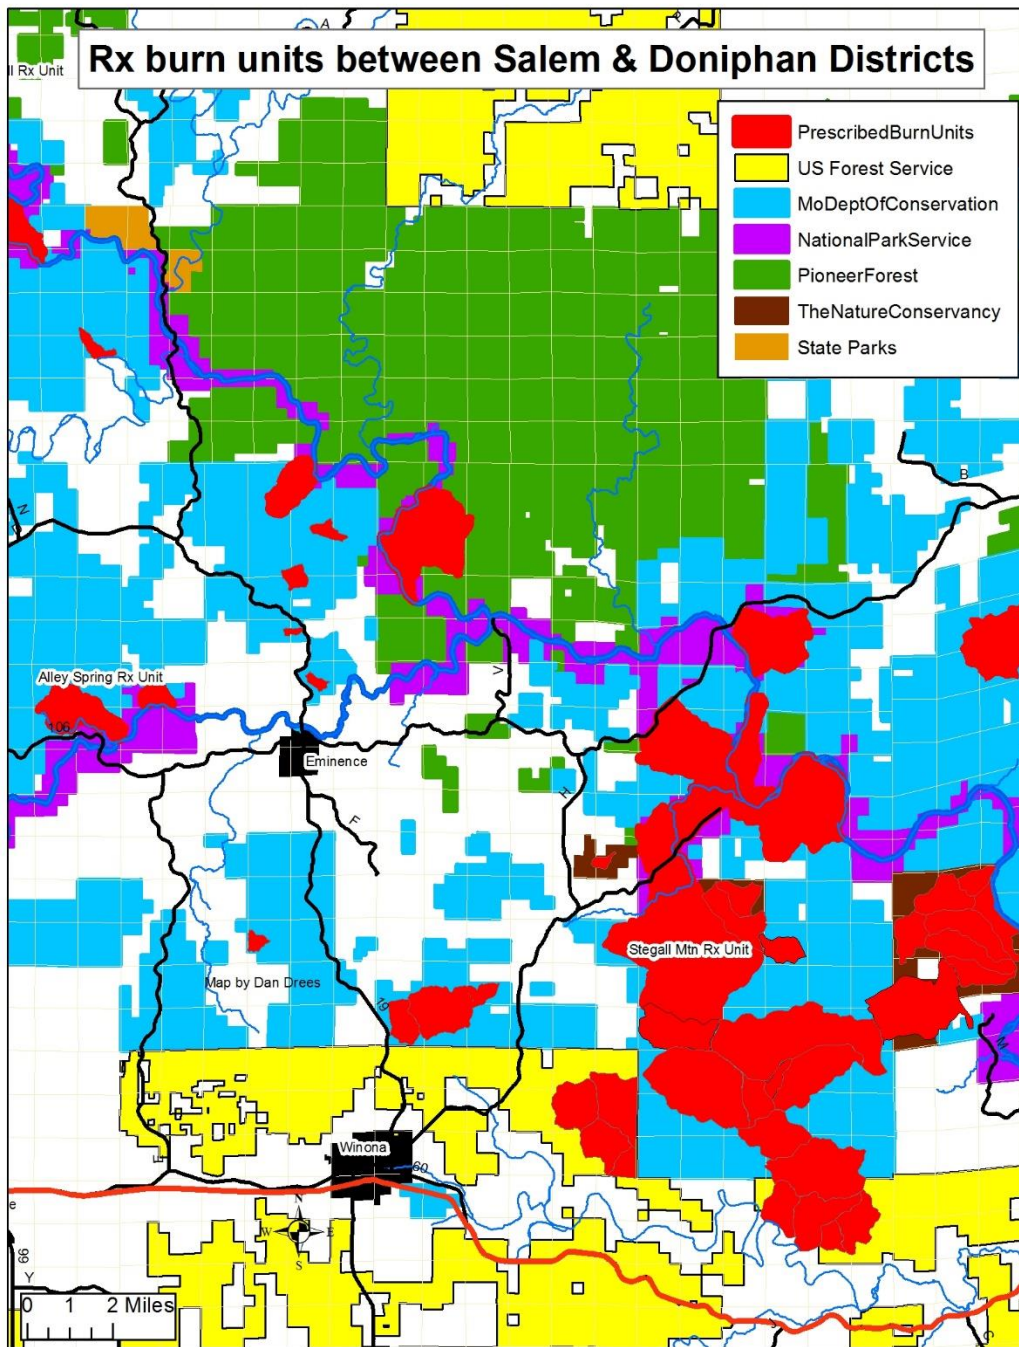 A
P
Rx burn units between Salem & Doniphan Districts
ll Rx Unit
PrescribedBurnUnits
US Forest Service
MoDeptOfConservation
NationalParkService
PioneerForest
TheNatureConservancy
State Parks
B
N
V
Alley Spring Rx Unit
106
Eminence
H
F
Stegall Mtn Rx Unit
Map by Dan Drees
19
M
Winona
E
60
e
N
W E
S
99
Y
0 1 2 Miles
J
C